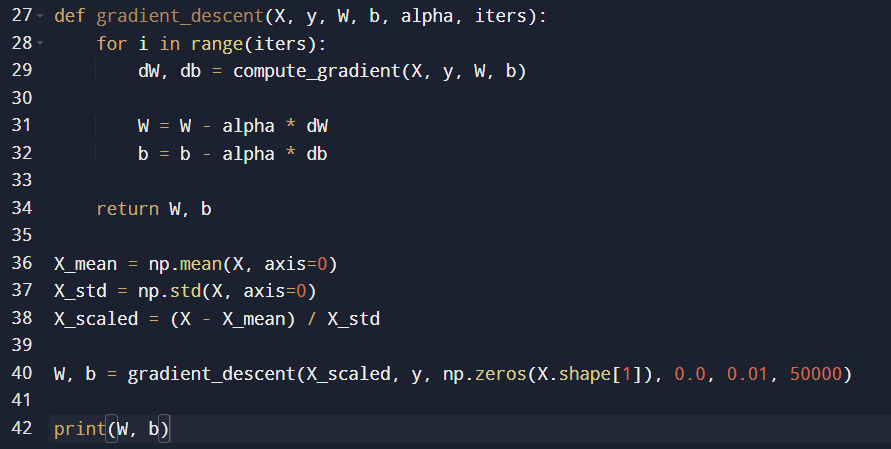 27 def gradient_descent(X, y, W, b, alpha, iters):
28     for i in range(iters):
29         dW, db = compute_gradient(X, y, W, b)
30
31         W = W - alpha * dW
32         b = b - alpha * db
33
34     return W, b
35
36 X_mean = np.mean(X, axis=0)
37 X_std = np.std(X, axis=0)
38 X_scaled = (X - X_mean) / X_std
39
40 W, b = gradient_descent(X_scaled, y, np.zeros(X.shape[1]), 0.0, 0.01, 50000)
41
42 print(W, b)